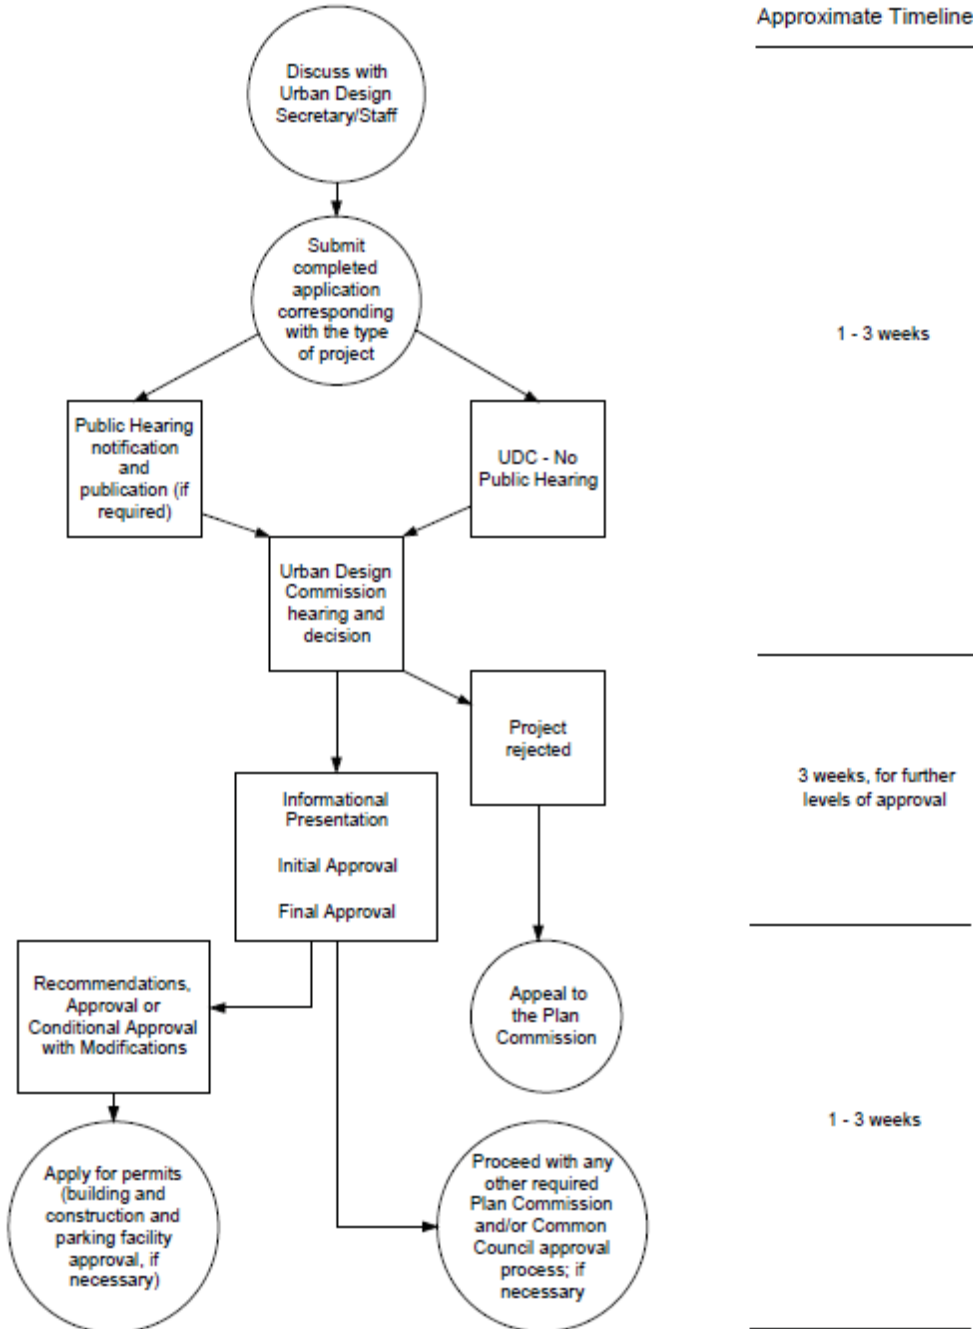 Approximate Timeline
Discuss with
Urban Design
Secretary/Staff
Submit
completed
application
corresponding
with the type
of project
1 - 3 weeks
Public Hearing
notification
and
publication (if
required)
UDC - No
Public Hearing
Urban Design
Commission
hearing and
decision
Project
rejected
3 weeks, for further
levels of approval
Informational
Presentation
Initial Approval
Final Approval
Recommendations,
Approval or
Conditional Approval
with Modifications
Appeal to
the Plan
Commission
1 - 3 weeks
Apply for permits
(building and
construction and
parking facility
approval, if
necessary)
Proceed with any
other required
Plan Commission
and/or Common
Council approval
process; if
necessary